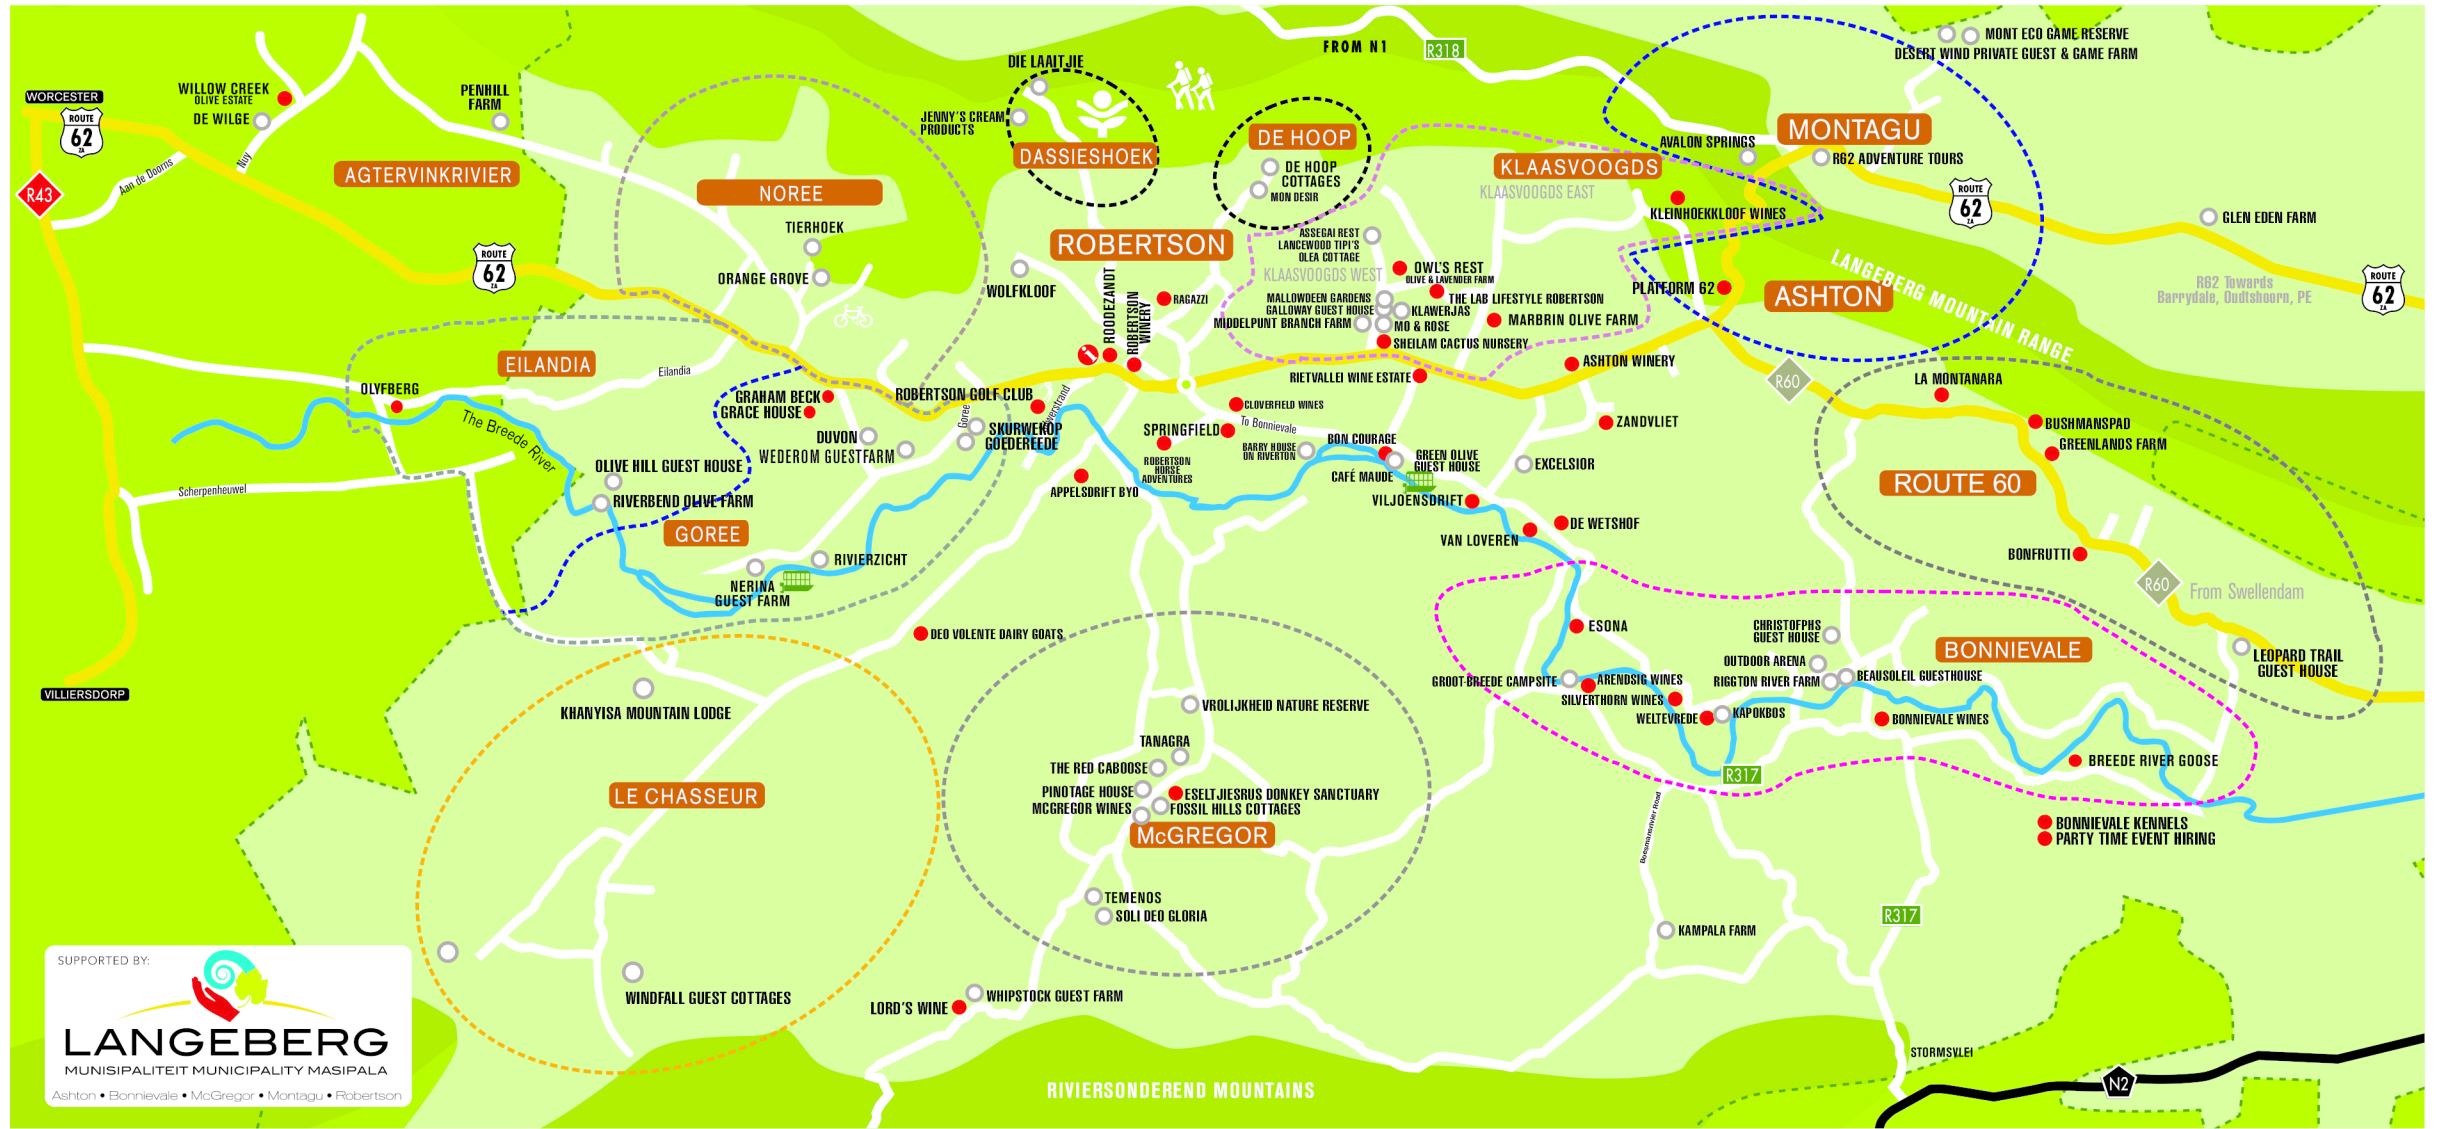 FROM N1
R318
MONT ECO GAME RESERVE
DESERT WIND PRIVATE GUEST & GAME FARM
WORCESTER
ROUTE
62
ZA
WILLOW CREEK
OLIVE ESTATE
DE WILGE
PENHILL
FARM
DIE LAAITJIE
JENNY'S CREAM
PRODUCTS
DASSIESHOEK
DE HOOP
DE HOOP
COTTAGES
MON DESIR
MONTAGU
AVALON SPRINGS
R62 ADVENTURE TOURS
KLAASVOOGDS
KLAASVOOGDS EAST
KLEINHOEKKLOOF WINES
ROUTE
62
ZA
GLEN EDEN FARM
R43
Aan de Doorns
Nuy
AGTERVINKRIVIER
NOREE
TIERHOEK
ORANGE GROVE
ROUTE
62
ZA
ROBERTSON
WOLFKLOOF
ROODEZANDT
ROBERTSON
WINERY
RAGAZZI
ASSEGAI REST
LANCEWOOD TIPI'S
OLEA COTTAGE
KLAASVOOGDS WEST
OWL'S REST
OLIVE & LAVENDER FARM
MALLOWDEEN GARDENS
GALLOWAY GUEST HOUSE
MIDDELPUNT BRANCH FARM
THE LAB LIFESTYLE ROBERTSON
KLAWERJAS
MO & ROSE
MARBRIN OLIVE FARM
SHEILAM CACTUS NURSERY
RIETVALLEI WINE ESTATE
PLATFORM 62
ASHTON
ASHTON WINERY
LANGEBERG MOUNTAIN RANGE
R62 Towards
Barrydale, Oudtshoorn, PE
ROUTE
62
ZA
R60
LA MONTANARA
BUSHMANSPAD
GREENLANDS FARM
ROUTE 60
BONFRUTTI
R60
From Swellendam
LEOPARD TRAIL
GUEST HOUSE
EILANDIA
Eilandia
OLYFBERG
The Breede River
Scherpenheuwel
GRAHAM BECK
GRACE HOUSE
ROBERTSON GOLF CLUB
Goree
DUVON
WEDEROM GUESTFARM
SKURWEKOP
GOEDEREEDE
OLIVE HILL GUEST HOUSE
RIVERBEND OLIVE FARM
GOREE
RIVIERZICHT
NERINA
GUEST FARM
CLOVERFIELD WINES
To Bonnievale
SPRINGFIELD
ROBERTSON
HORSE
ADVENTURES
APPELSDRIFT BYO
BARRY HOUSE
ON RIVERTON
BON COURAGE
CAFÉ MAUDE
GREEN OLIVE
GUEST HOUSE
ZANDVLIET
EXCELSIOR
VILJOENSDRIFT
DE WETSHOF
VAN LOVEREN
DEO VOLENTE DAIRY GOATS
VILLIERSDORP
KHANYISA MOUNTAIN LODGE
LE CHASSEUR
WINDFALL GUEST COTTAGES
VROLIJKHEID NATURE RESERVE
TANAGRA
THE RED CABOOSE
PINOTAGE HOUSE
MCGREGOR WINES
ESELTJIESRUS DONKEY SANCTUARY
FOSSIL HILLS COTTAGES
McGREGOR
TEMENOS
SOLI DEO GLORIA
LORD'S WINE
WHIPSTOCK GUEST FARM
ESONA
GROOT-BREEDE CAMPSITE
ARENDSIG WINES
SILVERTHORN WINES
WELTEVREDE
KAPOKBOS
CHRISTOFPHS
GUEST HOUSE
OUTDOOR ARENA
RIGGTON RIVER FARM
BEAUSOLEIL GUESTHOUSE
BONNIEVALE
BONNIEVALE WINES
BREEDE RIVER GOOSE
R317
Boesmansrivier Road
BONNIEVALE KENNELS
PARTY TIME EVENT HIRING
KAMPALA FARM
R317
STORMSVLEI
N2
RIVIERSONDEREND MOUNTAINS
SUPPORTED BY:
LANGEBERG
MUNISIPALITEIT MUNICIPALITY MASIPALA
Ashton • Bonnievale • McGregor • Montagu • Robertson